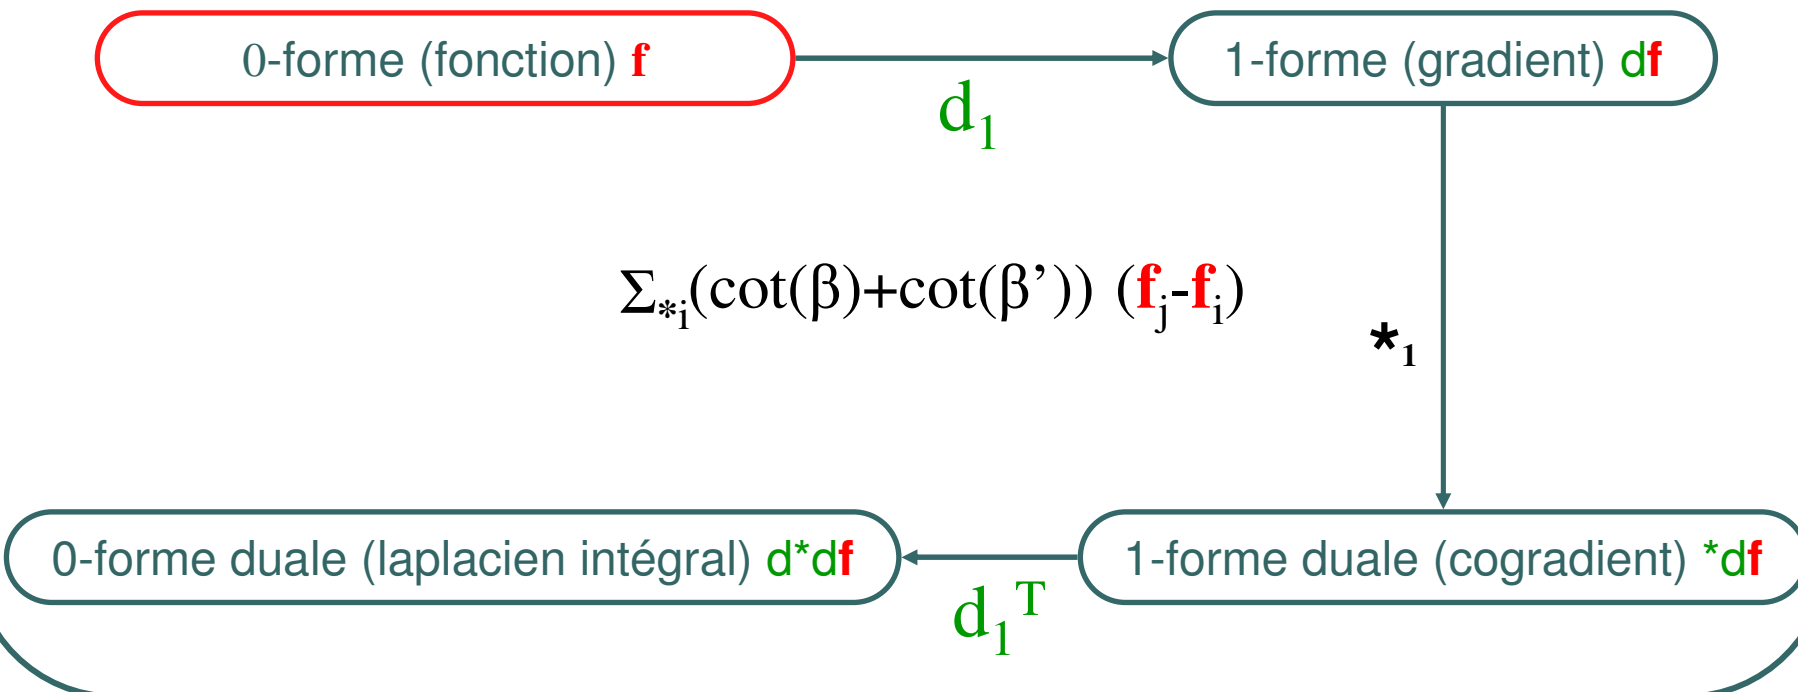 0-forme (fonction) f
1-forme (gradient) df
d₁
Σ*ᵢ(cot(β)+cot(β’)) (fⱼ-fᵢ)
*₁
0-forme duale (laplacien intégral) d*df
1-forme duale (cogradient) *df
d₁ᵀ